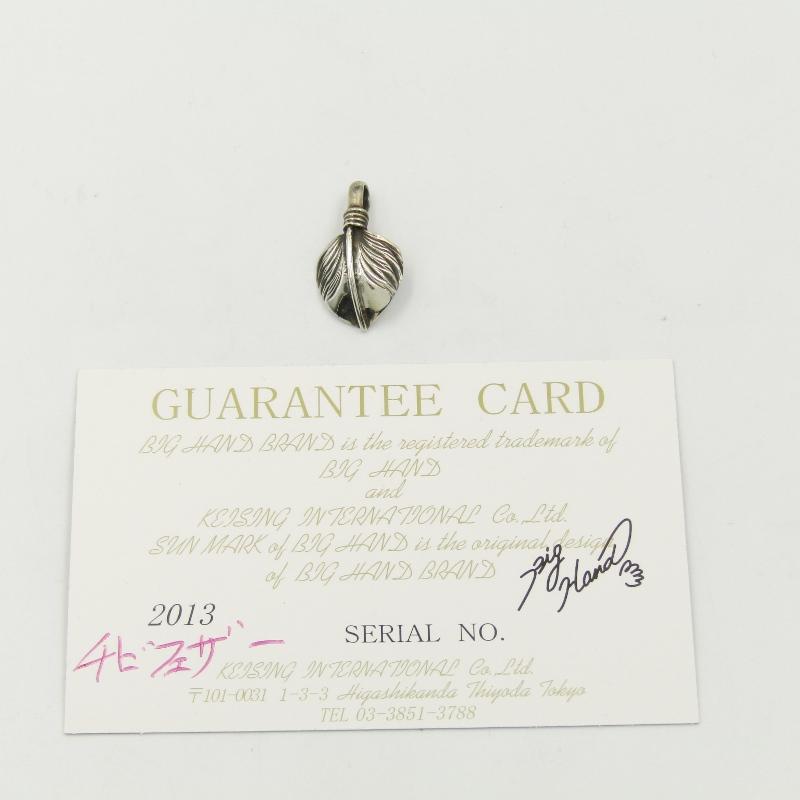 GUARANTEE CARD
BIG HAND BRAND is the registered trademark of
BIG HAND
and
KEISING INTERNATIONAL Co,.Ltd.
SUN MARK of BIG HAND is the original design
of BIG HAND BRAND
Big
Hand
2013
SERIAL NO.
チビフェザー
KEISING INTERNATIONAL Co,.Ltd.
〒101-0031 1-3-3 Higashikanda Thiyoda Tokyo
TEL 03-3851-3788